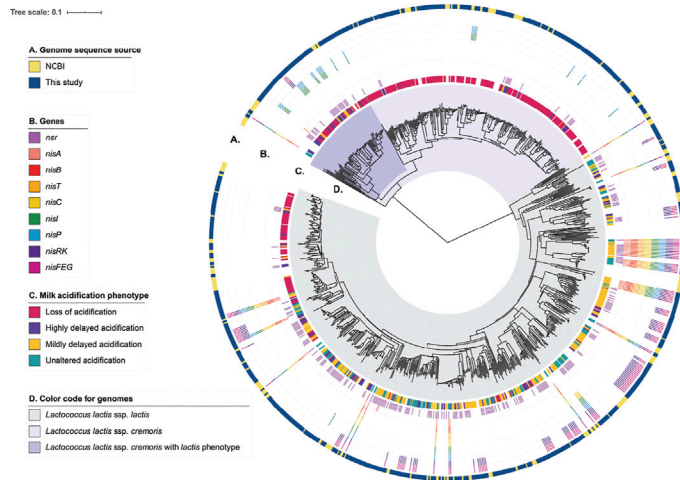 Tree scale: 0.1
A. Genome sequence source
NCBI
This study
B. Genes
nsr
nisA
nisB
nisT
nisC
nisI
nisP
nisRK
nisFEG
C. Milk acidification phenotype
Loss of acidification
Highly delayed acidification
Mildly delayed acidification
Unaltered acidification
D. Color code for genomes
Lactococcus lactis ssp. lactis
Lactococcus lactis ssp. cremoris
Lactococcus lactis ssp. cremoris with lactis phenotype
A.
B.
C.
D.